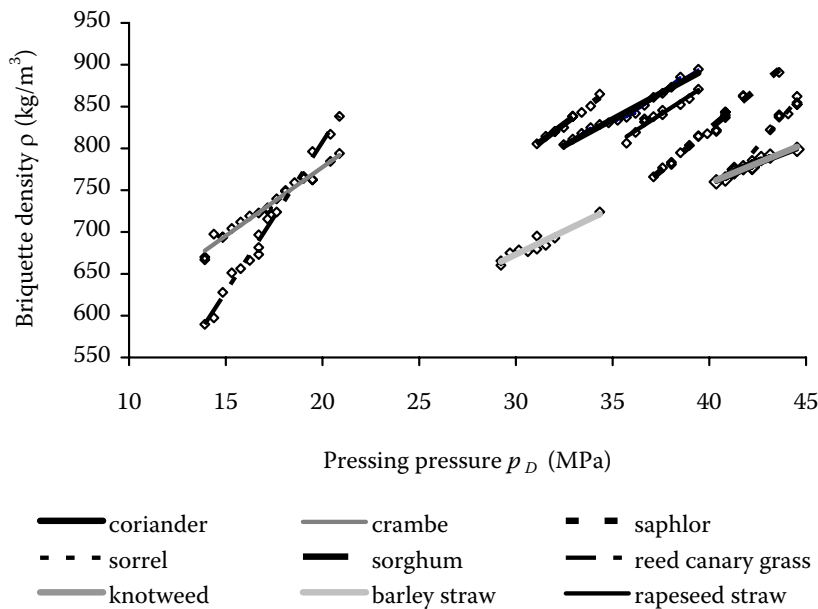 Briquette density ρ (kg/m³)
950
900
850
800
750
700
650
600
550
10 15 20 25 30 35 40 45
Pressing pressure p D (MPa)
coriander crambe saphlor
sorrel sorghum reed canary grass
knotweed barley straw rapeseed straw